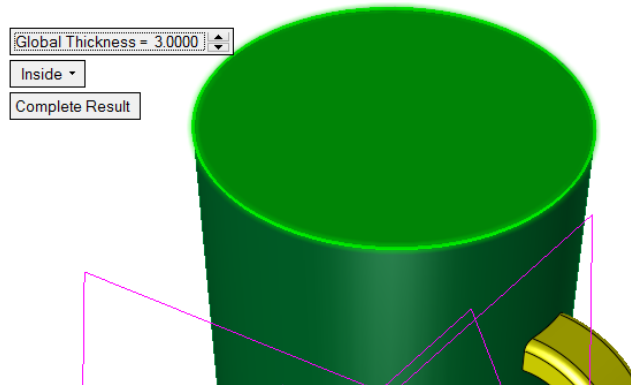 Global Thickness = 3.0000
Inside
Complete Result